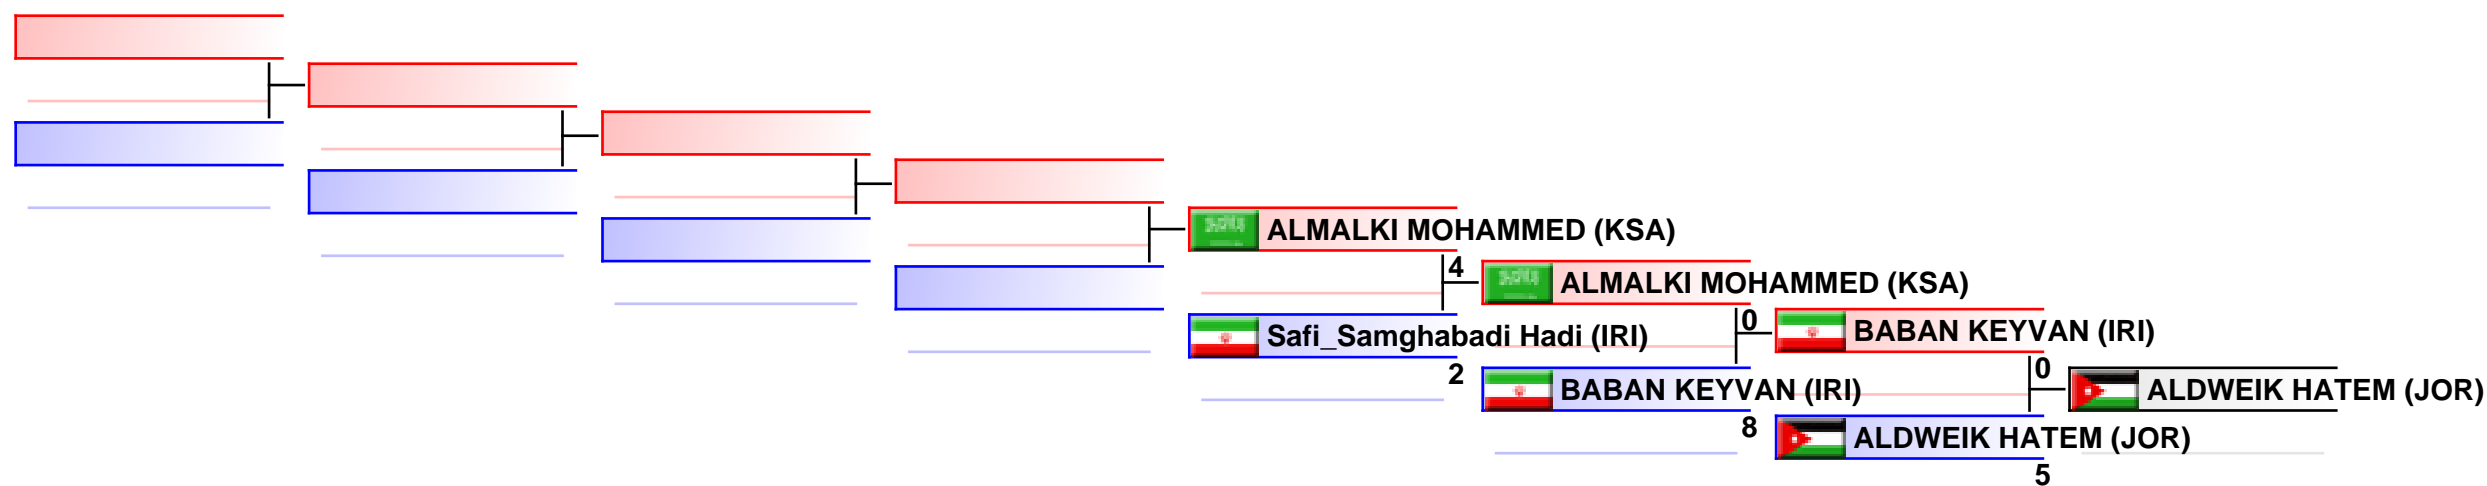 ALMALKI MOHAMMED (KSA)
4
ALMALKI MOHAMMED (KSA)
0
Safi_Samghabadi Hadi (IRI)
BABAN KEYVAN (IRI)
2
0
BABAN KEYVAN (IRI)
ALDWEIK HATEM (JOR)
8
ALDWEIK HATEM (JOR)
5